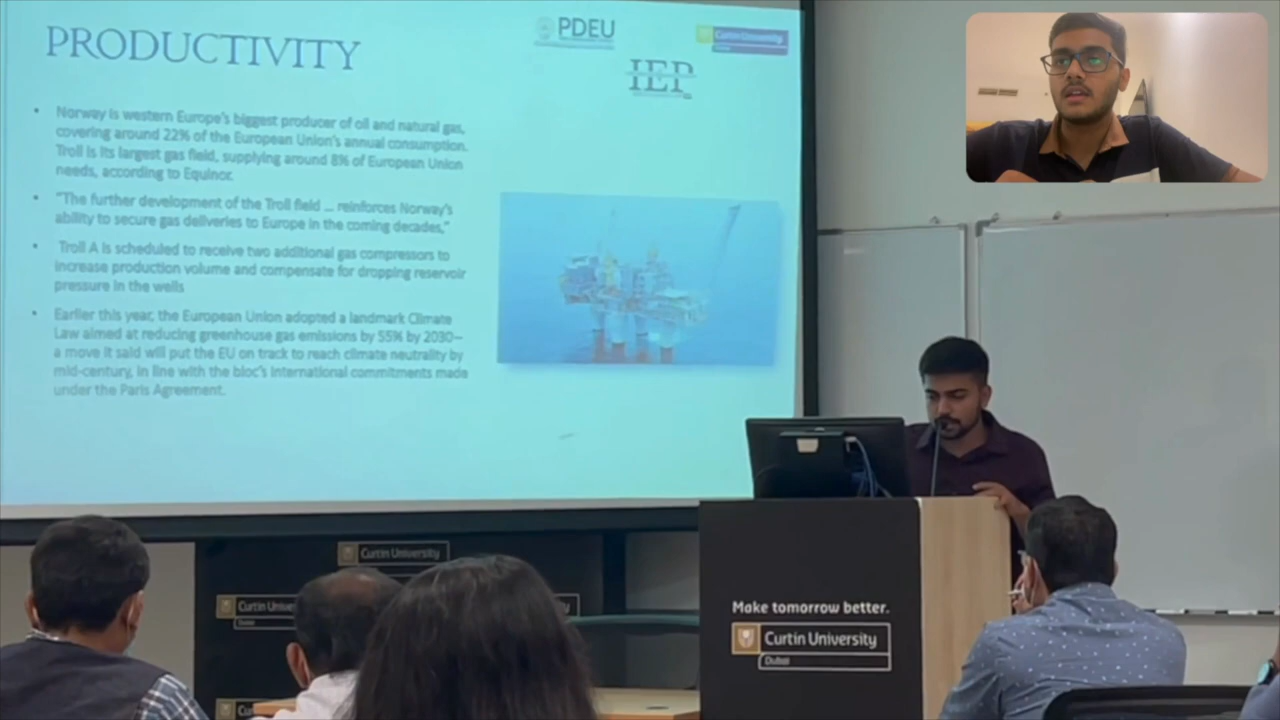 PRODUCTIVITY
PDEU
Curtin University
IEP
• Norway is western Europe's biggest producer of oil and natural gas,
covering around 22% of the European Union's annual consumption.
Troll is its largest gas field, supplying around 8% of European Union
needs, according to Equinor.
• "The further development of the Troll field ... reinforces Norway's
ability to secure gas deliveries to Europe in the coming decades,"
• Troll A is scheduled to receive two additional gas compressors to
increase production volume and compensate for dropping reservoir
pressure in the wells
• Earlier this year, the European Union adopted a landmark Climate
Law aimed at reducing greenhouse gas emissions by 55% by 2030—
a move it said will put the EU on track to reach climate neutrality by
mid-century, in line with the bloc's international commitments made
under the Paris Agreement.
Curtin University
Curtin Unive
Dubai
Curtin
Make tomorrow better.
Curtin University
Dubai